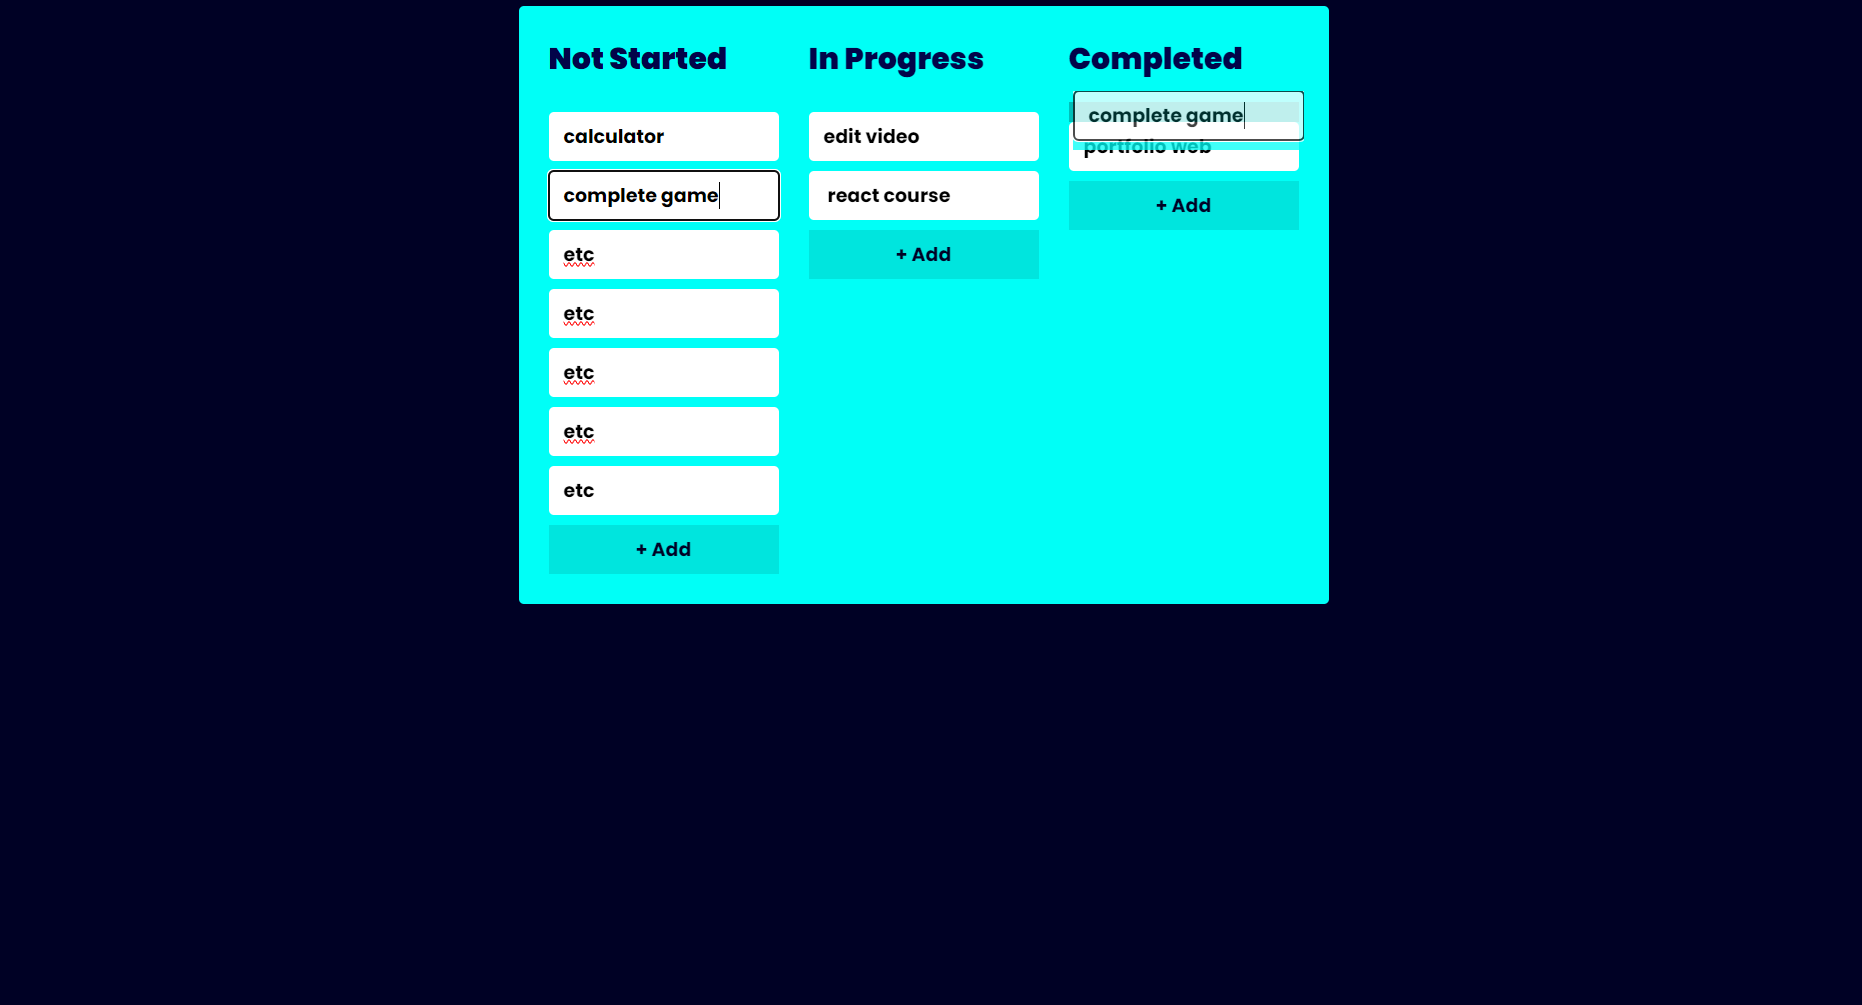 Not Started
calculator
complete game
etc
etc
etc
etc
etc
+ Add
In Progress
edit video
react course
+ Add
Completed
complete game
portfolio web
+ Add